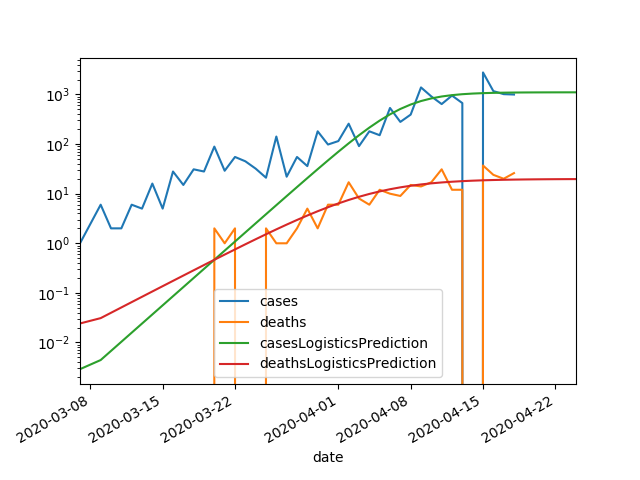 10³
10²
10¹
10⁰
10⁻¹
10⁻²
cases
deaths
casesLogisticsPrediction
deathsLogisticsPrediction
2020-03-08
2020-03-15
2020-03-22
2020-04-01
2020-04-08
2020-04-15
2020-04-22
date